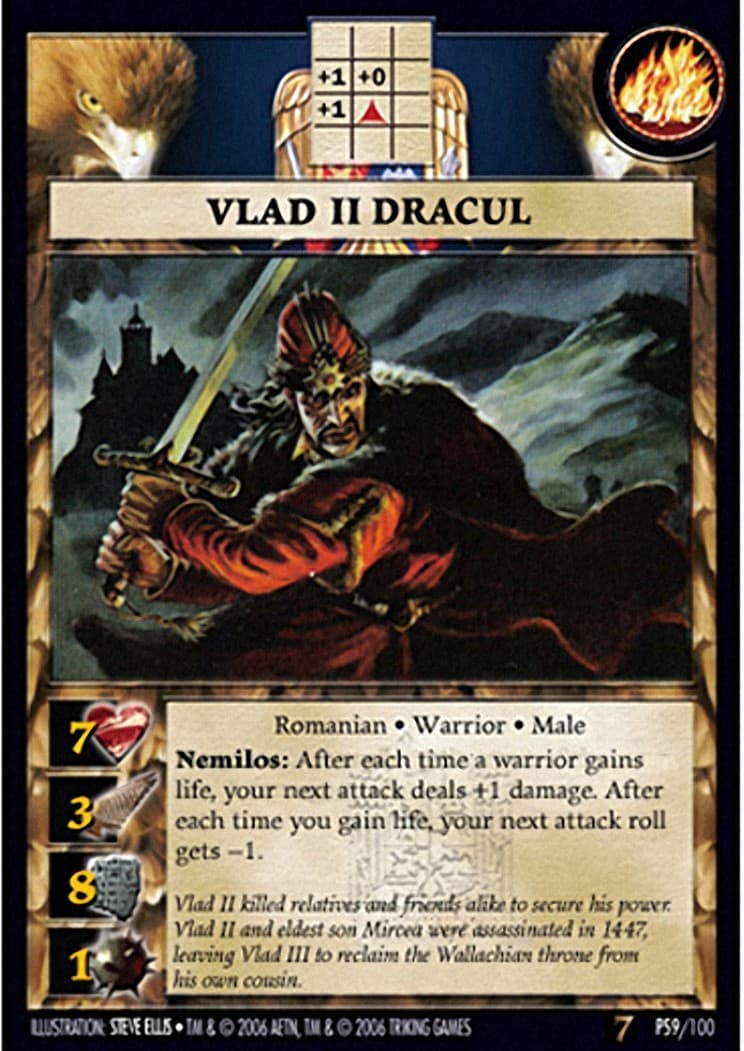 +1 +0
+1
VLAD II DRACUL
7
3
8
1
Romanian • Warrior • Male
Nemilos: After each time a warrior gains
life, your next attack deals +1 damage. After
each time you gain life, your next attack roll
gets −1.
Vlad II killed relatives and friends alike to secure his power.
Vlad II and eldest son Mircea were assassinated in 1447,
leaving Vlad III to reclaim the Wallachian throne from
his own cousin.
ILLUSTRATION: STEVE ELLIS • TM & © 2006 AETN, TM & © 2006 TRIKING GAMES
7 PS9/100